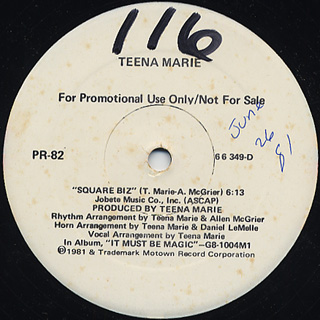 116
TEENA MARIE
For Promotional Use Only/Not For Sale
June
26
81
PR-82
66 349-D
"SQUARE BIZ" (T. Marie-A. McGrier) 6:13
Jobete Music Co., Inc. (ASCAP)
PRODUCED BY TEENA MARIE
Rhythm Arrangement by Teena Marie & Allen McGrier
Horn Arrangement by Teena Marie & Daniel LeMelle
Vocal Arrangement by Teena Marie
In Album, "IT MUST BE MAGIC"-G8-1004M1
©1981 & Trademark Motown Record Corporation